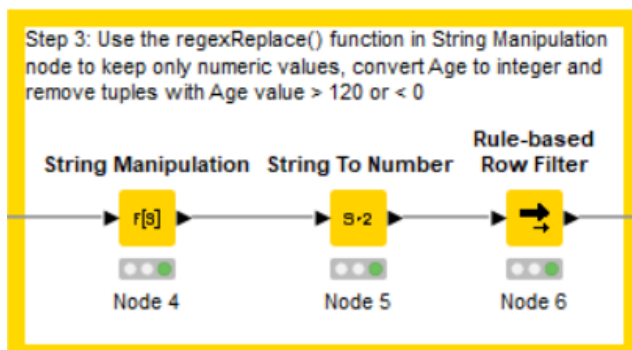 Step 3: Use the regexReplace() function in String Manipulation
node to keep only numeric values, convert Age to integer and
remove tuples with Age value > 120 or < 0
Rule-based
String Manipulation String To Number Row Filter
F[S] S▸2
Node 4 Node 5 Node 6